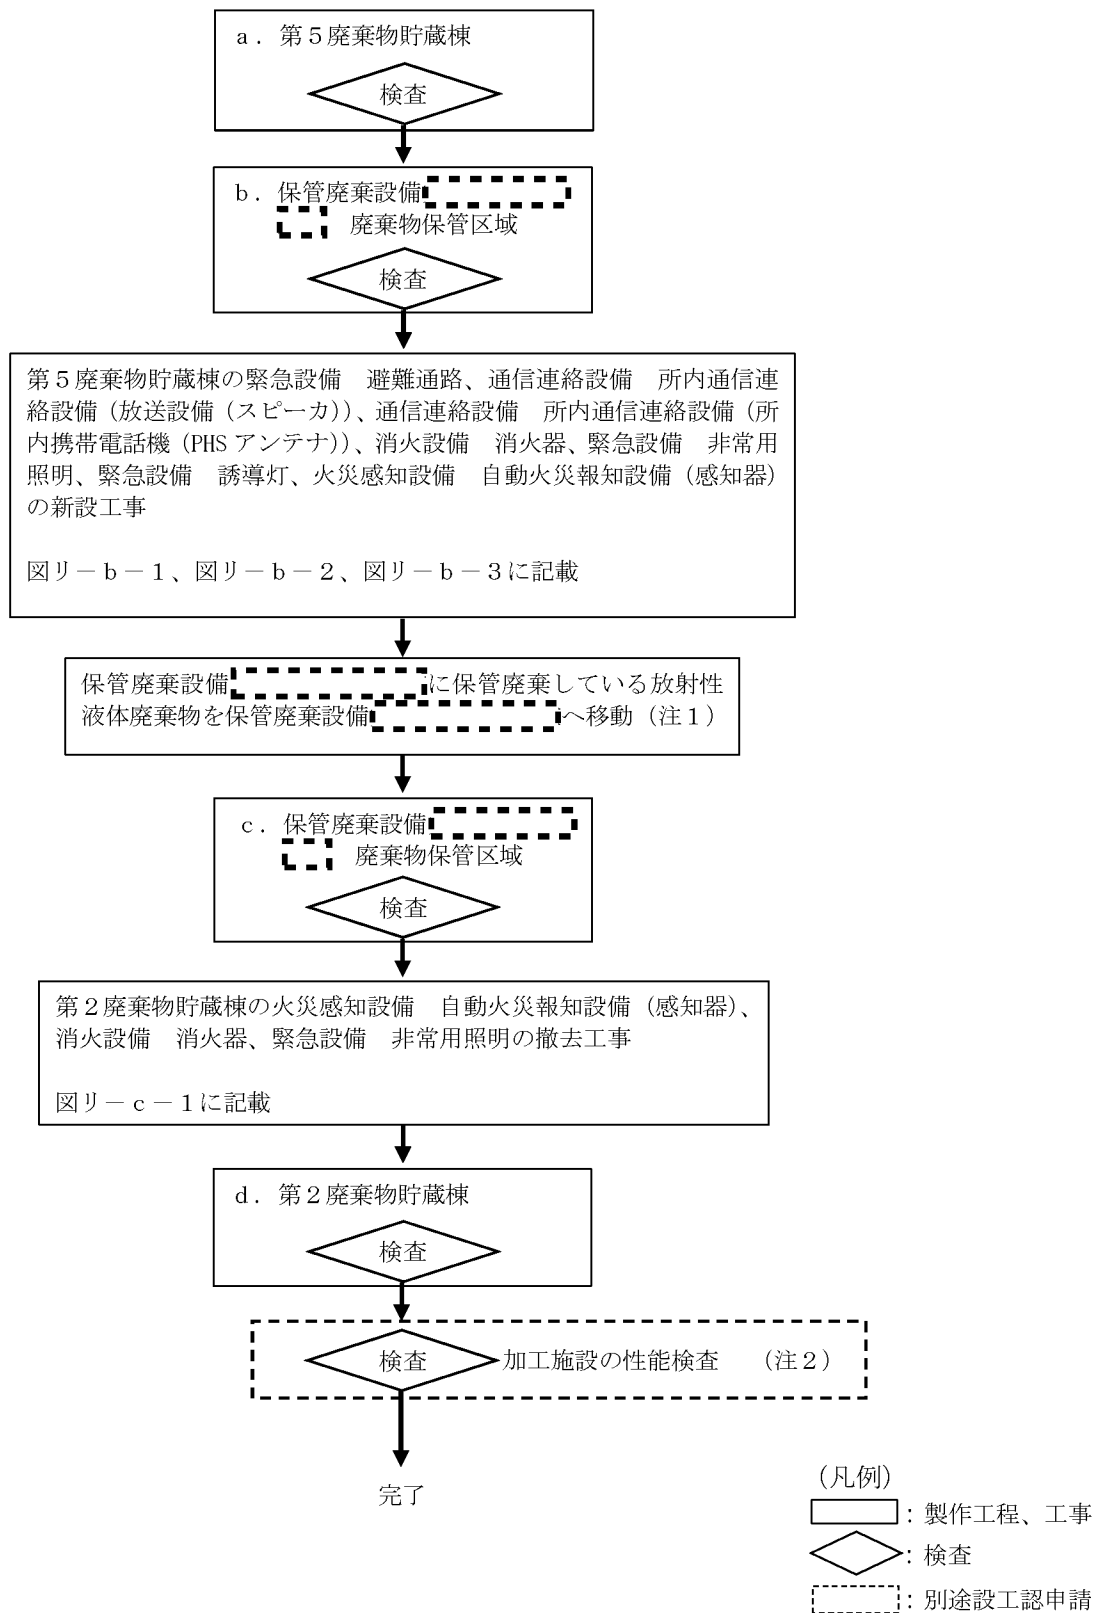 a．第５廃棄物貯蔵棟
検査
b．保管廃棄設備
廃棄物保管区域
検査
第５廃棄物貯蔵棟の緊急設備　避難通路、通信連絡設備　所内通信連
絡設備（放送設備（スピーカ））、通信連絡設備　所内通信連絡設備（所
内携帯電話機（PHS アンテナ））、消火設備　消火器、緊急設備　非常用
照明、緊急設備　誘導灯、火災感知設備　自動火災報知設備（感知器）
の新設工事
図リ－ｂ－１、図リ－ｂ－２、図リ－ｂ－３に記載
保管廃棄設備に保管廃棄している放射性
液体廃棄物を保管廃棄設備へ移動（注１）
c．保管廃棄設備
廃棄物保管区域
検査
第２廃棄物貯蔵棟の火災感知設備　自動火災報知設備（感知器）、
消火設備　消火器、緊急設備　非常用照明の撤去工事
図リ－ｃ－１に記載
d．第２廃棄物貯蔵棟
検査
検査 加工施設の性能検査　（注２）
完了
（凡例）
：製作工程、工事
：検査
：別途設工認申請